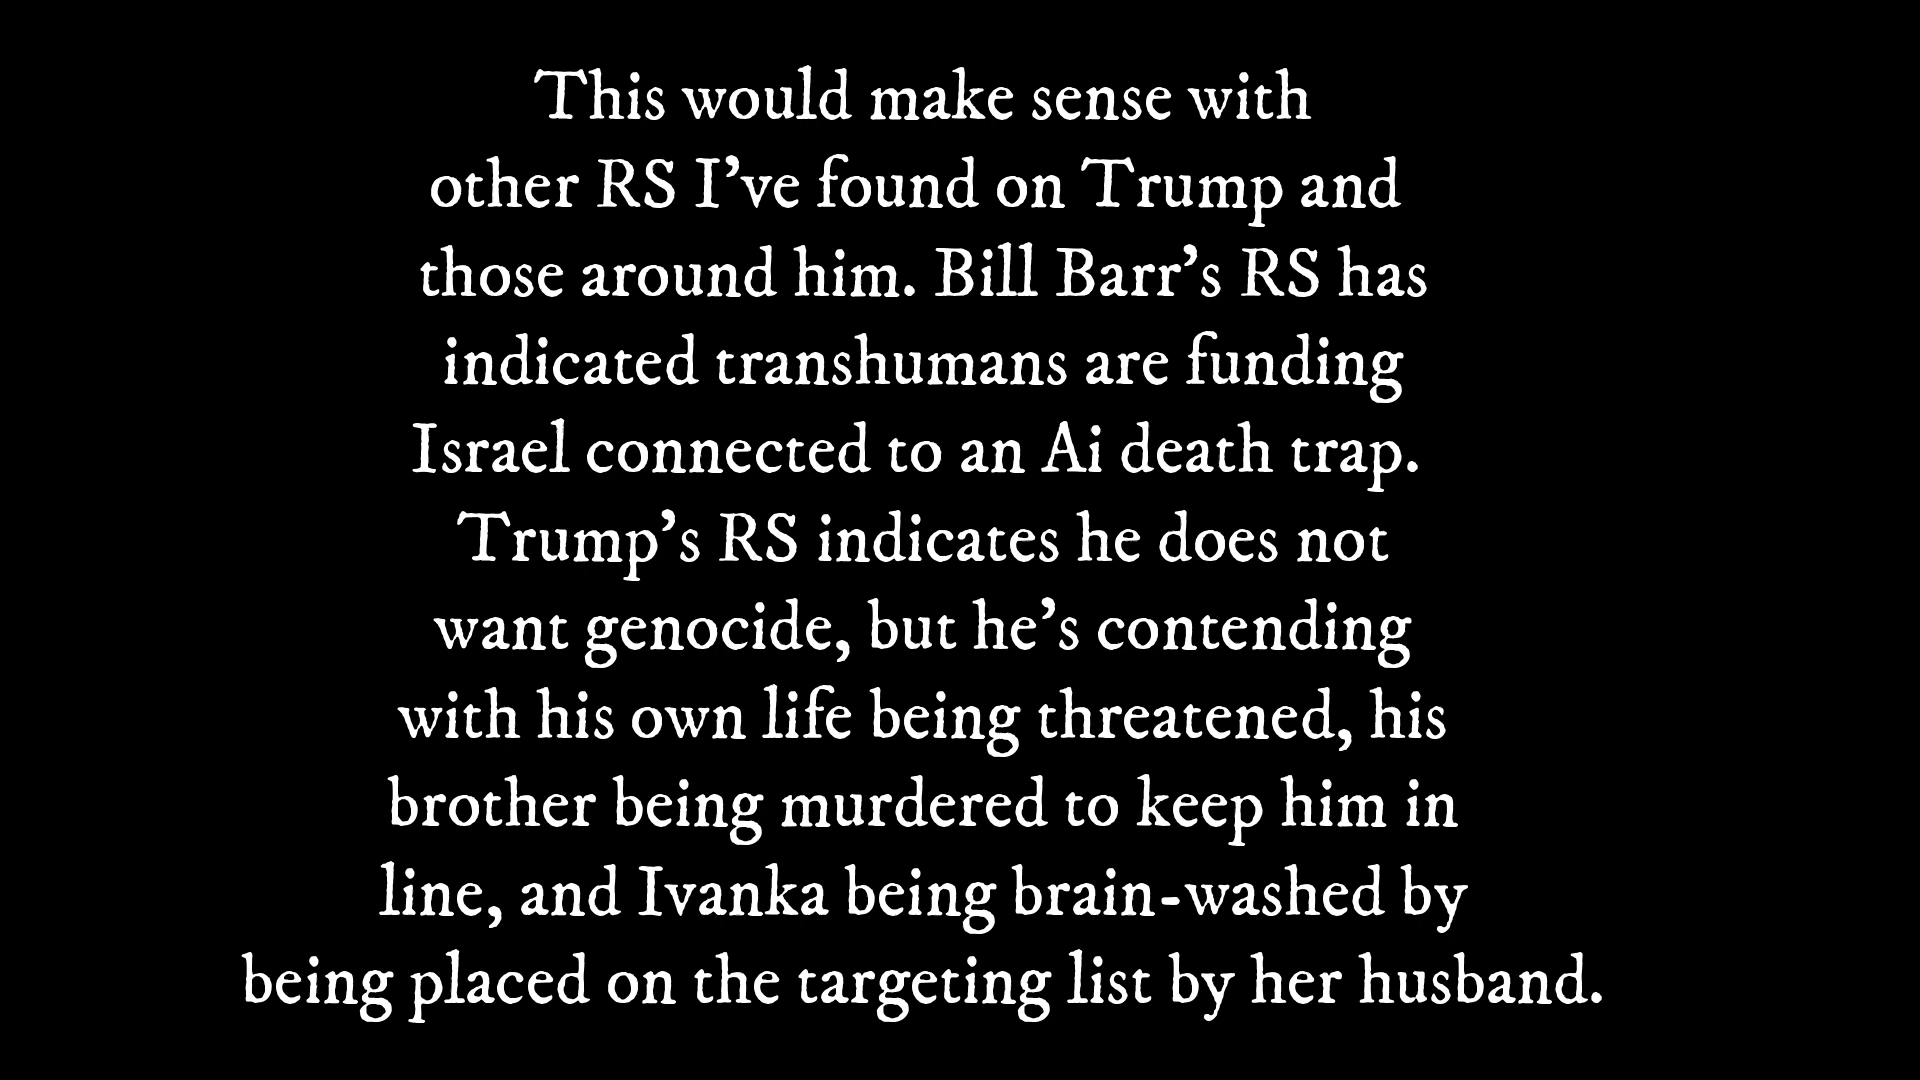 This would make sense with
other RS I've found on Trump and
those around him. Bill Barr's RS has
indicated transhumans are funding
Israel connected to an Ai death trap.
Trump's RS indicates he does not
want genocide, but he's contending
with his own life being threatened, his
brother being murdered to keep him in
line, and Ivanka being brain-washed by
being placed on the targeting list by her husband.